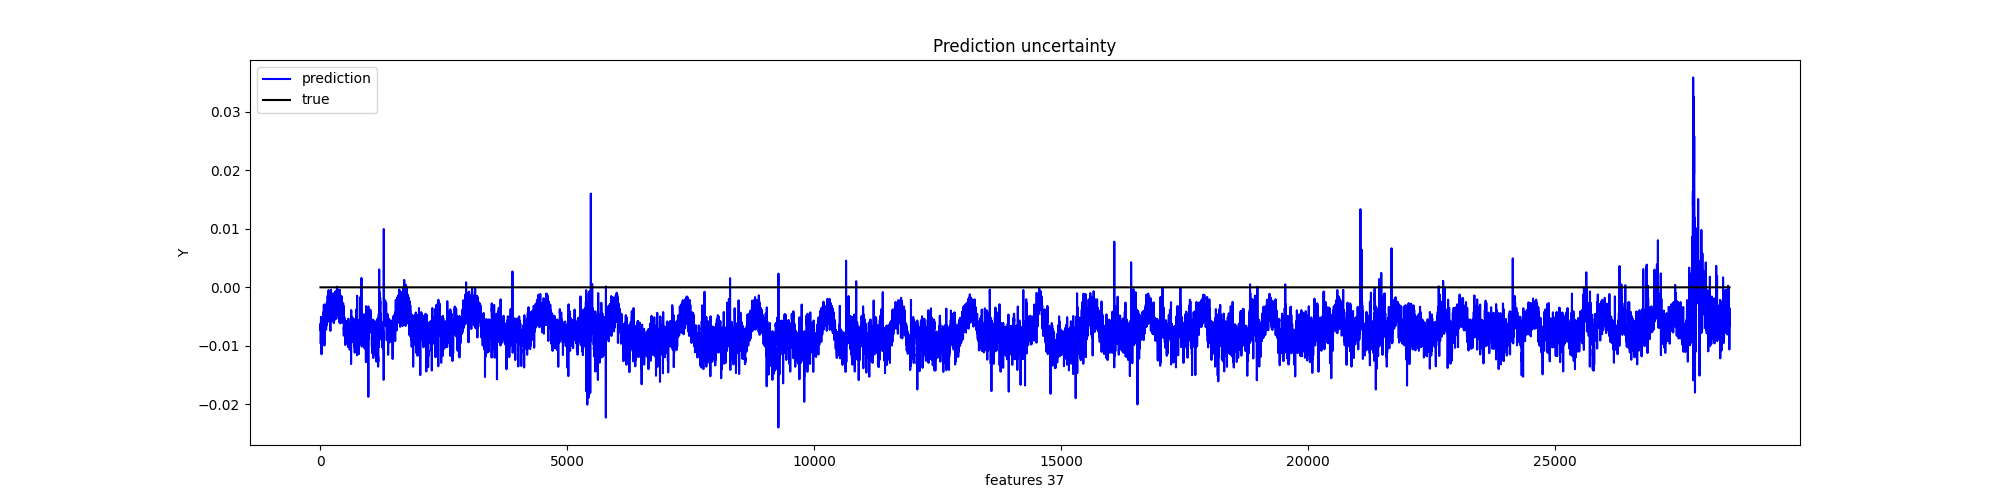 Prediction uncertainty
prediction
true
0.03
0.02
0.01
0.00
−0.01
−0.02
Y
0 5000 10000 15000 20000 25000
features 37